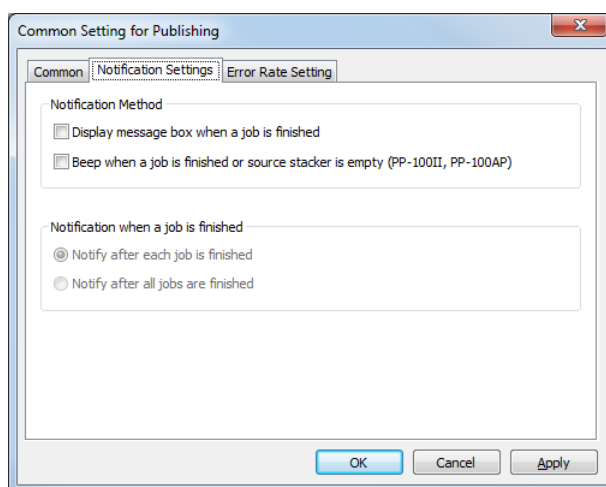 Common Setting for Publishing
Common Notification Settings Error Rate Setting
Notification Method
Display message box when a job is finished
Beep when a job is finished or source stacker is empty (PP-100II, PP-100AP)
Notification when a job is finished
Notify after each job is finished
Notify after all jobs are finished
OK Cancel Apply